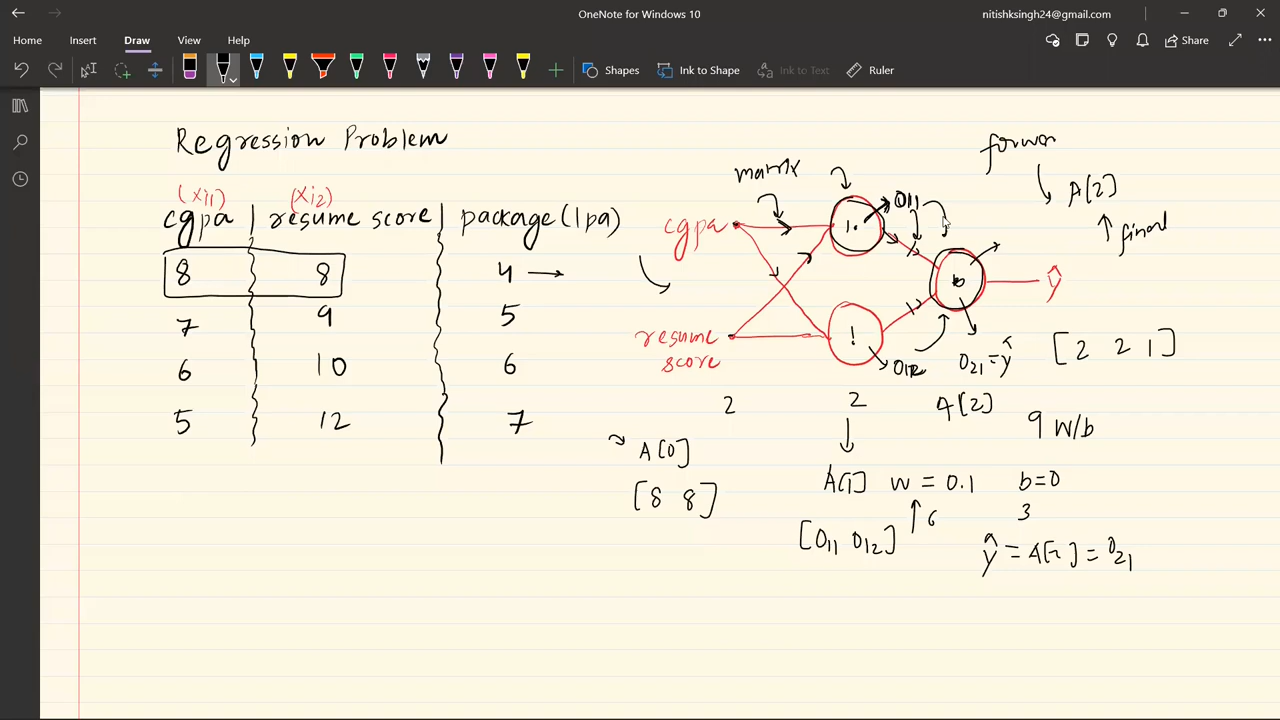 OneNote for Windows 10
nitishksingh24@gmail.com
Home Insert Draw View Help
Share
Shapes
Ink to Shape
Ink to Text
Ruler
Regression Problem
(xi1) (xi2)
cgpa | resume score | package(lpa)
8 8 4
7 9 5
6 10 6
5 12 7
matrix
cgpa
resume
score
O11
O12
O21 = ŷ
ŷ
A[2]
final
[2 2 1]
2 2 A[2]
9 W/b
A[0]
[8 8]
A[1] W = 0.1 b=0
6 3
[O11 O12]
ŷ = A[2] = O21